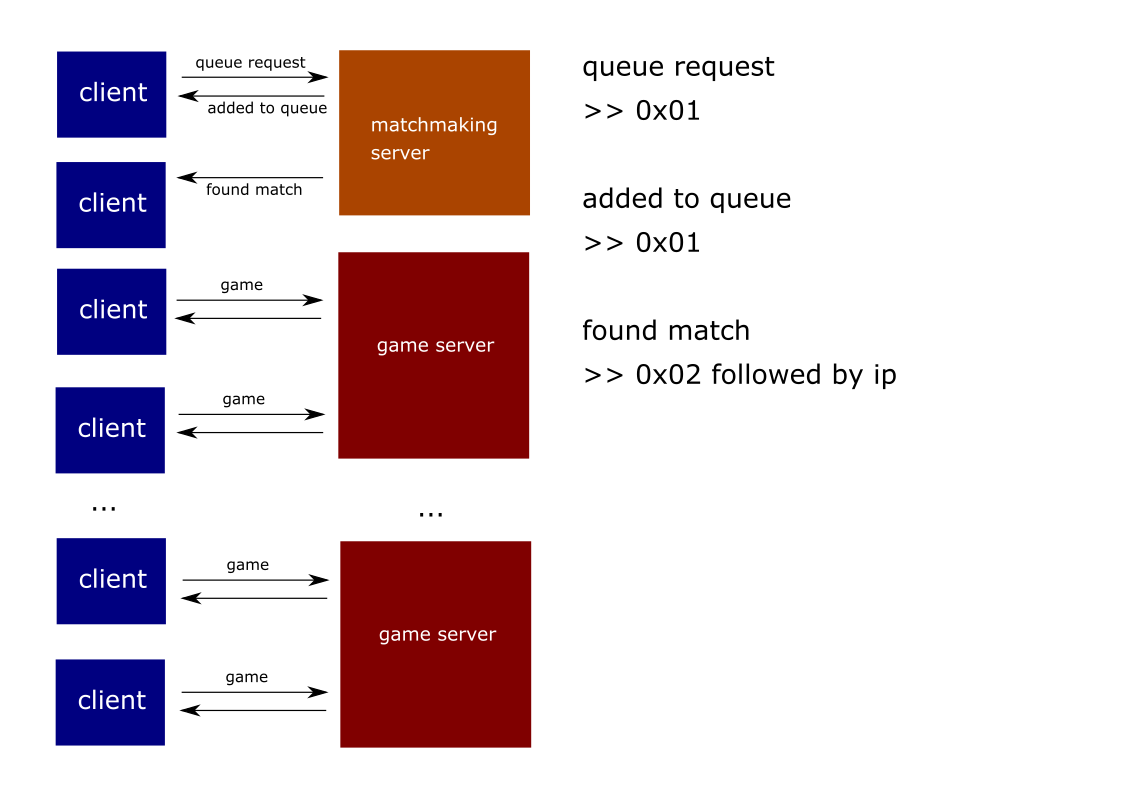 client
queue request
added to queue
matchmaking
server
client
found match
client
game
game server
client
game
...
...
client
game
game server
client
game
queue request
>> 0x01
added to queue
>> 0x01
found match
>> 0x02 followed by ip